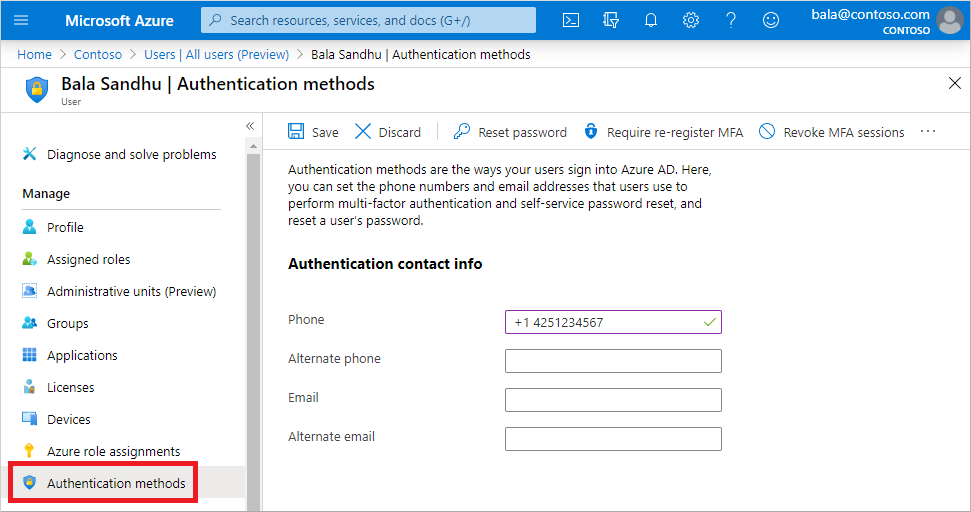 Microsoft Azure
Search resources, services, and docs (G+/)
bala@contoso.com
CONTOSO
Home > Contoso > Users | All users (Preview) > Bala Sandhu | Authentication methods
Bala Sandhu | Authentication methods
User
Diagnose and solve problems
Manage
Profile
Assigned roles
Administrative units (Preview)
Groups
Applications
Licenses
Devices
Azure role assignments
Authentication methods
Save
Discard
Reset password
Require re-register MFA
Revoke MFA sessions
Authentication methods are the ways your users sign into Azure AD. Here,
you can set the phone numbers and email addresses that users use to
perform multi-factor authentication and self-service password reset, and
reset a user's password.
Authentication contact info
Phone
+1 4251234567
Alternate phone
Email
Alternate email